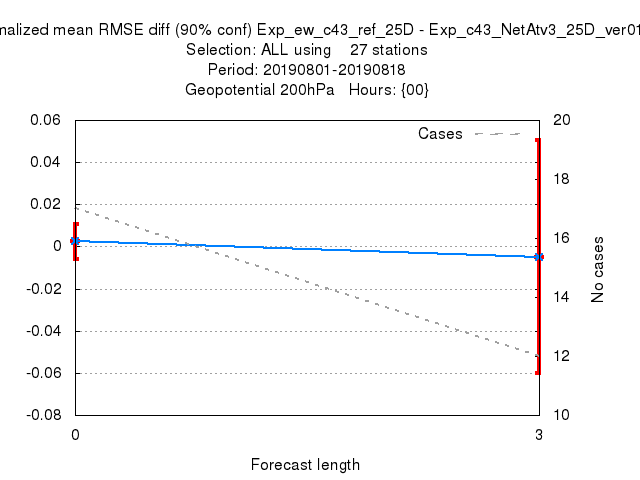 malized mean RMSE diff (90% conf) Exp_ew_c43_ref_25D - Exp_c43_NetAtv3_25D_ver01
Selection: ALL using 27 stations
Period: 20190801-20190818
Geopotential 200hPa Hours: {00}
Cases
0.06
0.04
0.02
0
-0.02
-0.04
-0.06
-0.08
20
18
16
14
12
10
No cases
0
3
Forecast length